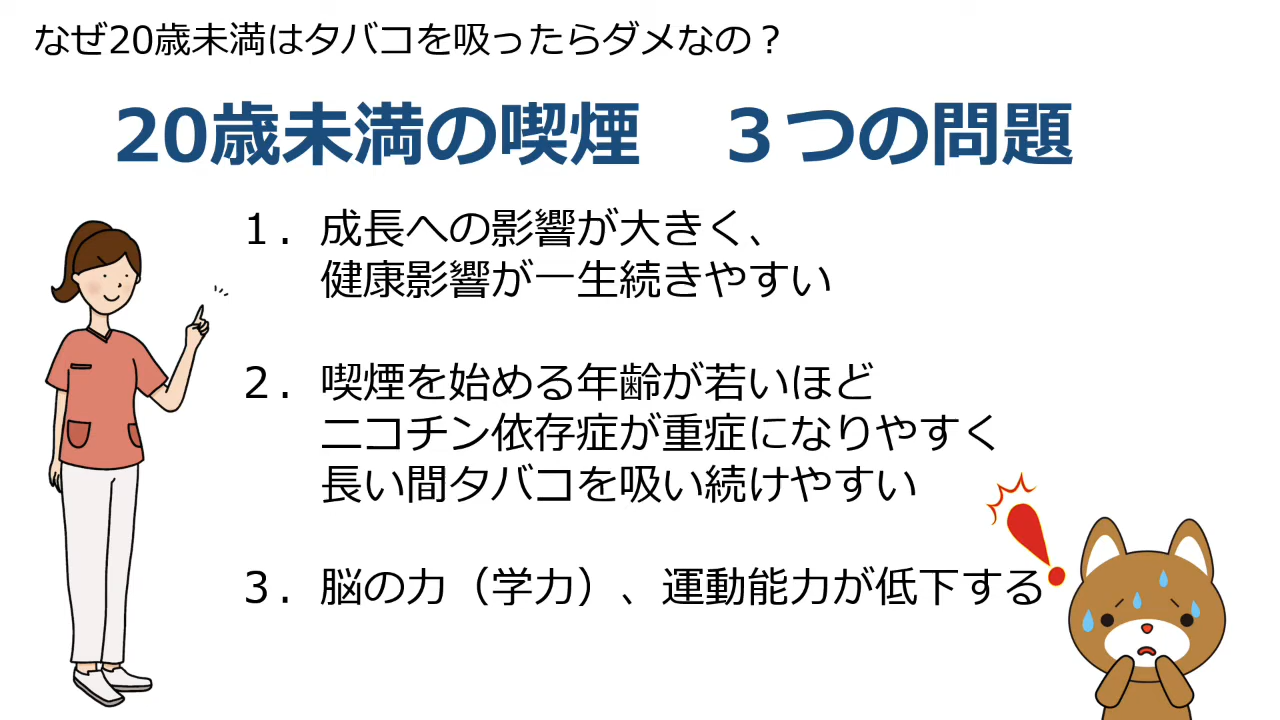 なぜ20歳未満はタバコを吸ったらダメなの？
20歳未満の喫煙　３つの問題
１．成長への影響が大きく、
健康影響が一生続きやすい
２．喫煙を始める年齢が若いほど
ニコチン依存症が重症になりやすく
長い間タバコを吸い続けやすい
３．脳の力（学力）、運動能力が低下する